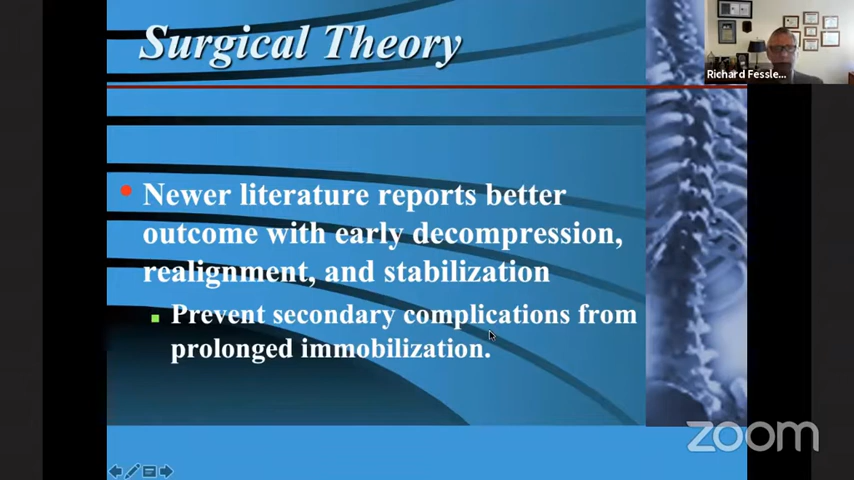 Surgical Theory
Richard Fessle...
Newer literature reports better
outcome with early decompression,
realignment, and stabilization
Prevent secondary complications from
prolonged immobilization.
zoom